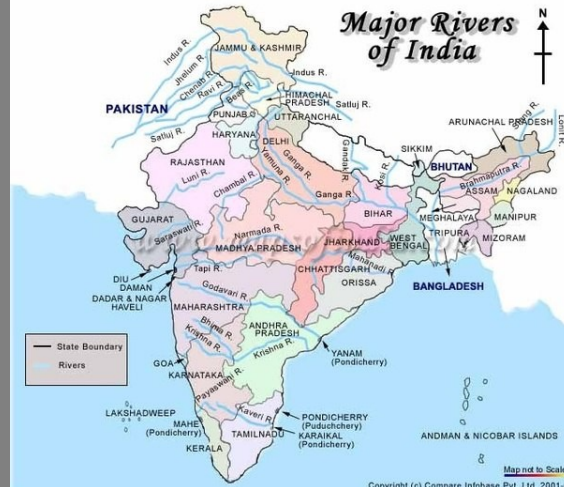 Major Rivers
of India
N
JAMMU & KASHMIR
Indus R.
Jhelum R.
Chenab R.
Ravi R.
Beas R.
Indus R.
HIMACHAL
PRADESH
Satluj R.
PAKISTAN
PUNJAB
UTTARANCHAL
Satluj R.
HARYANA
DELHI
ARUNACHAL PRADESH
SIKKIM
BHUTAN
RAJASTHAN
Yamuna R.
Ganga R.
Gandak R.
Kosi R.
Brahmaputra R.
ASSAM
NAGALAND
Luni R.
Chambal R.
Ganga R.
BIHAR
MEGHALAYA
MANIPUR
GUJARAT
Saraswati R.
Narmada R.
MADHYA PRADESH
JHARKHAND
WEST
BENGAL
TRIPURA
MIZORAM
DIU
DAMAN
DADAR & NAGAR
HAVELI
Tapi R.
CHHATTISGARH
Mahanadi R.
ORISSA
BANGLADESH
Godavari R.
MAHARASHTRA
Bhima R.
Krishna R.
ANDHRA
PRADESH
Krishna R.
YANAM
(Pondicherry)
State Boundary
Rivers
GOA
KARNATAKA
Payaswani R.
LAKSHADWEEP
MAHE
(Pondicherry)
Kaveri R.
PONDICHERRY
(Puduchchery)
KARAIKAL
(Pondicherry)
TAMILNADU
KERALA
ANDMAN & NICOBAR ISLANDS
Map not to Scale
Copyright (c) Compare Infobase Pvt. Ltd. 2001-